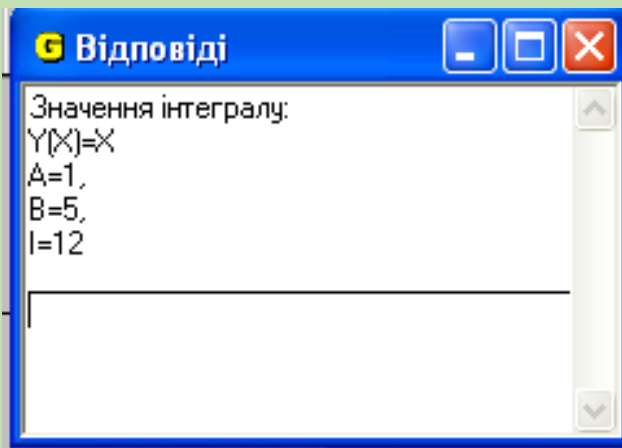 G Відповіді
Значення інтегралу:
Y(X)=X
A=1,
B=5,
I=12